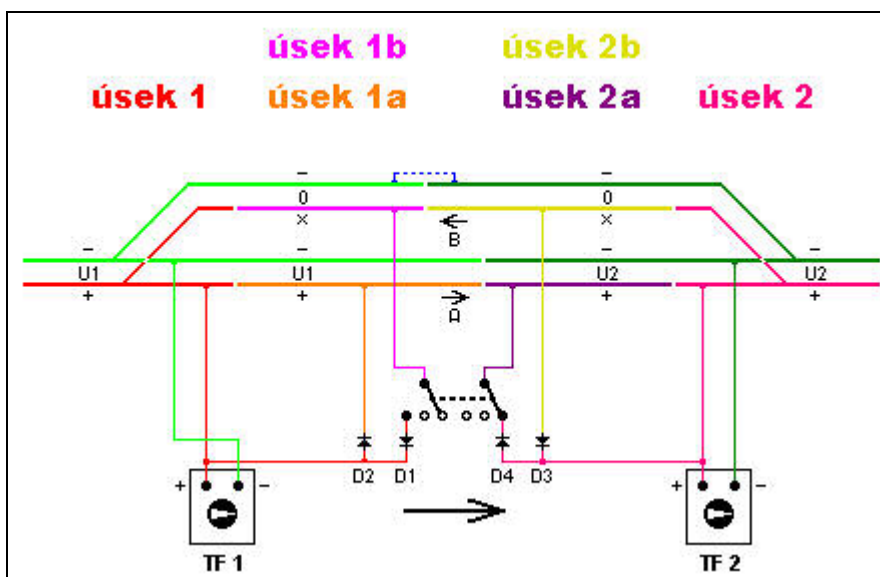 úsek 1b úsek 2b
úsek 1 úsek 1a úsek 2a úsek 2
− −
0 0
× ×
B
− − − −
U1 U1 U2 U2
+ + + +
A
D2 D1 D4 D3
+ − + −
TF 1 TF 2